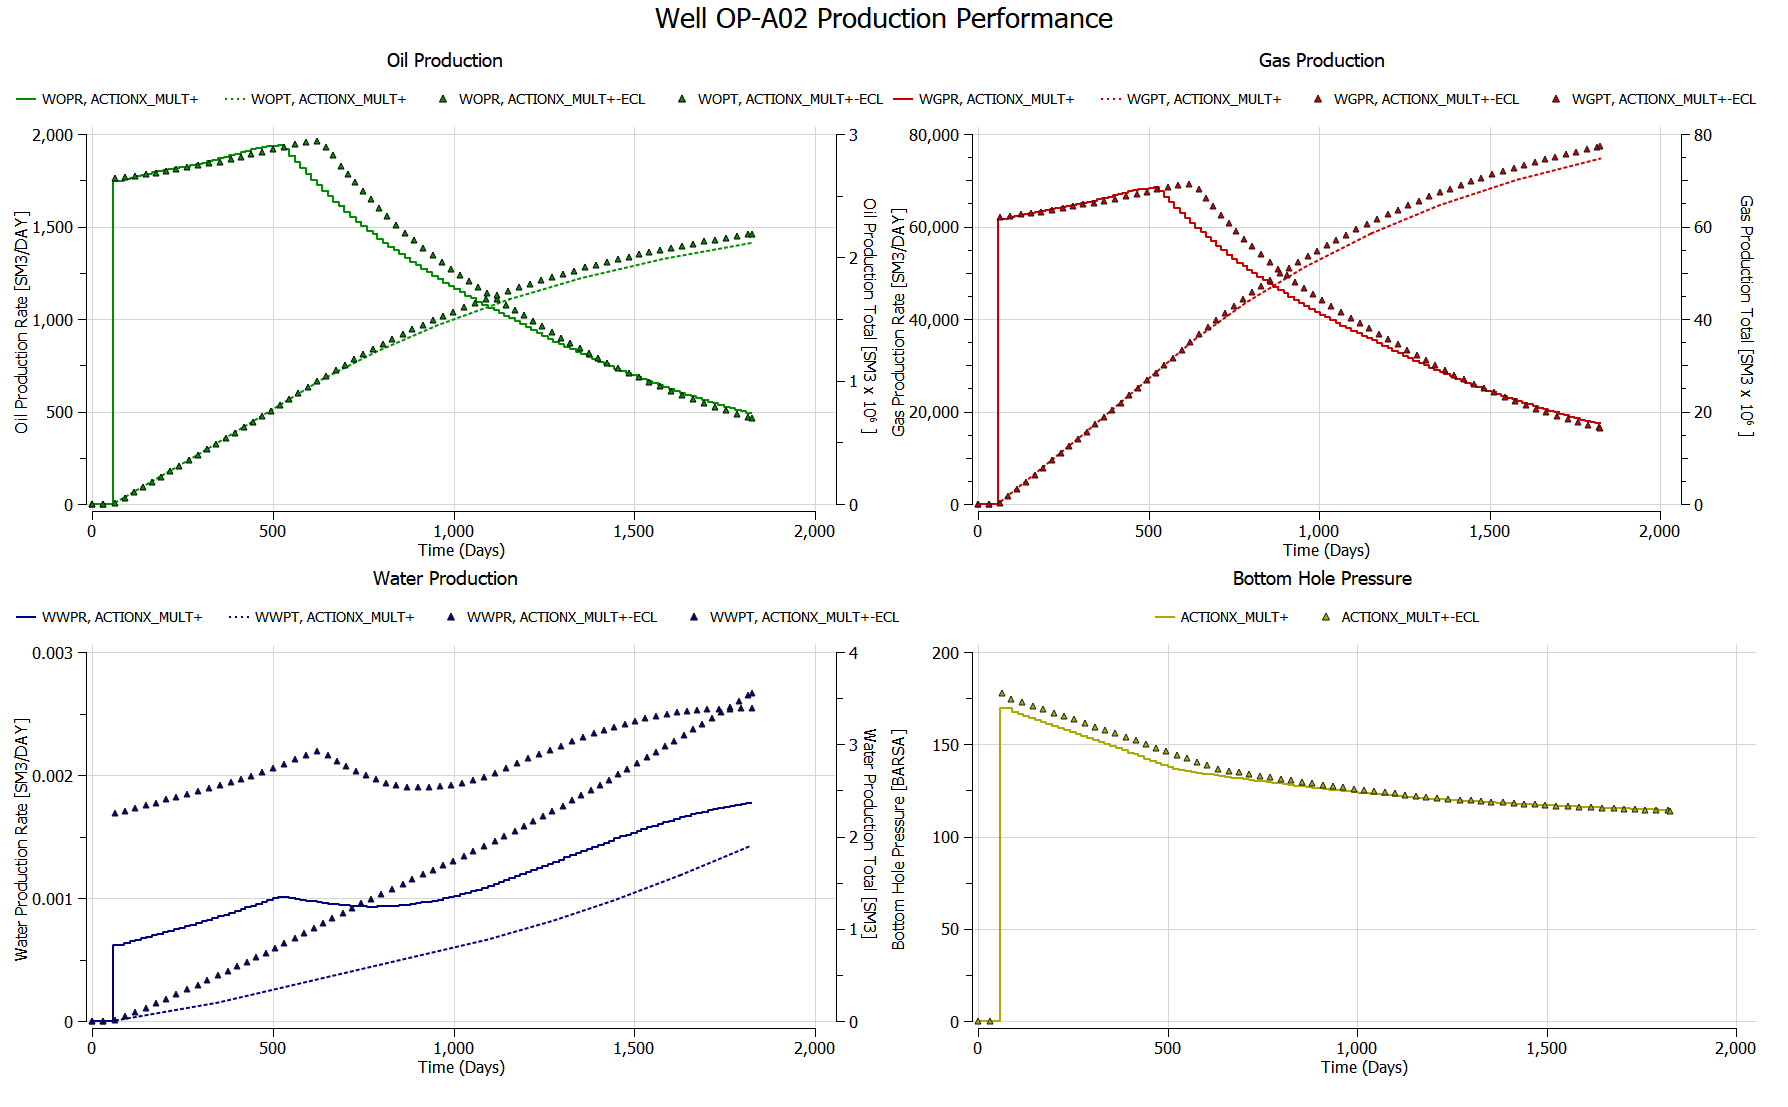 Well OP-A02 Production Performance
Oil Production
WOPR, ACTIONX_MULT+ WOPT, ACTIONX_MULT+ WOPR, ACTIONX_MULT+-ECL WOPT, ACTIONX_MULT+-ECL
2,000
1,500
1,000
500
0
Oil Production Rate [SM3/DAY]
3
2
1
0
Oil Production Total [SM3 x 10⁶ ]
0 500 1,000 1,500 2,000
Time (Days)
Gas Production
WGPR, ACTIONX_MULT+ WGPT, ACTIONX_MULT+ WGPR, ACTIONX_MULT+-ECL WGPT, ACTIONX_MULT+-ECL
80,000
60,000
40,000
20,000
0
Gas Production Rate [SM3/DAY]
80
60
40
20
0
Gas Production Total [SM3 x 10⁶ ]
0 500 1,000 1,500 2,000
Time (Days)
Water Production
WWPR, ACTIONX_MULT+ WWPT, ACTIONX_MULT+ WWPR, ACTIONX_MULT+-ECL WWPT, ACTIONX_MULT+-ECL
0.003
0.002
0.001
0
Water Production Rate [SM3/DAY]
4
3
2
1
0
Water Production Total [SM3]
0 500 1,000 1,500 2,000
Time (Days)
Bottom Hole Pressure
ACTIONX_MULT+ ACTIONX_MULT+-ECL
200
150
100
50
0
Bottom Hole Pressure [BARSA]
0 500 1,000 1,500 2,000
Time (Days)